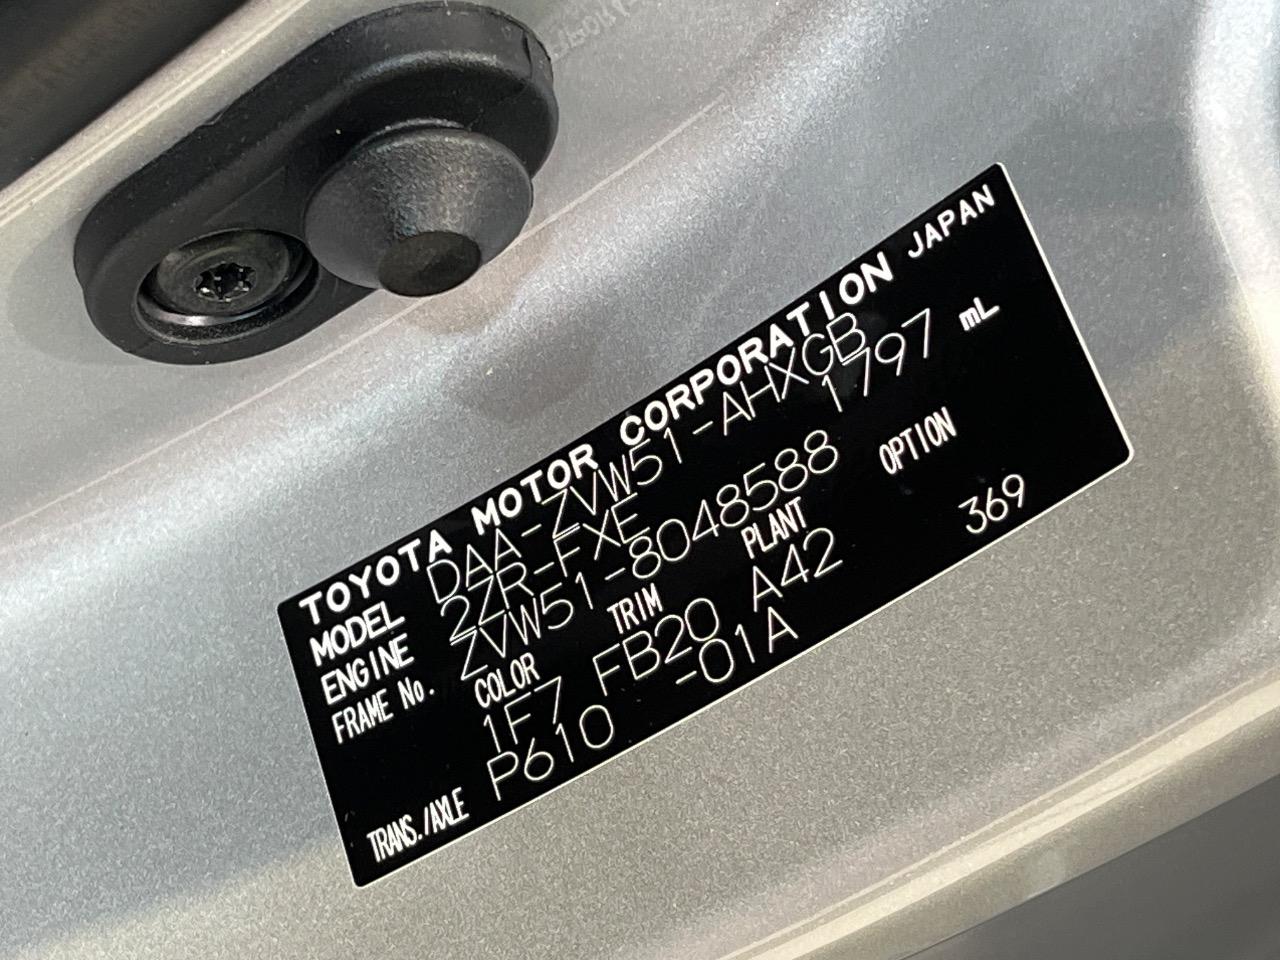 TOYOTA MOTOR CORPORATION JAPAN
MODEL DAA-ZVW51-AHXGB
ENGINE 2ZR-FXE 1797 mL
FRAME No. ZVW51-8048588
COLOR TRIM PLANT OPTION
1F7 FB20 A42 369
TRANS./AXLE P610 -01A